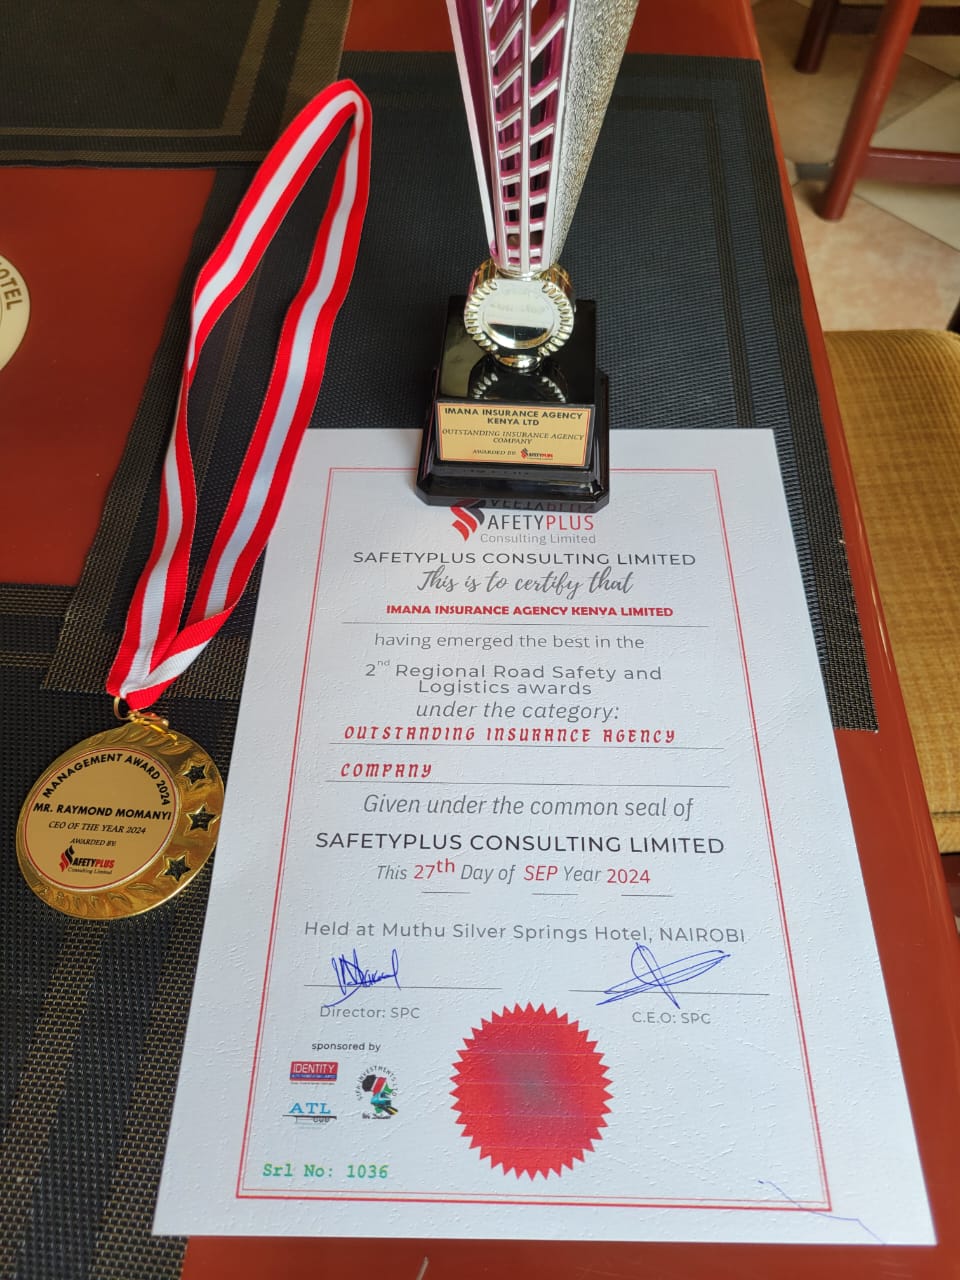 HOTEL
IMANA INSURANCE AGENCY
KENYA LTD
OUTSTANDING INSURANCE AGENCY
COMPANY
AWARDED BY:
SAFETYPLUS
MANAGEMENT AWARD 2024
MR. RAYMOND MOMANYI
CEO OF THE YEAR 2024
AWARDED BY:
SAFETYPLUS
Consulting Limited
SAFETYPLUS
Consulting Limited
SAFETYPLUS CONSULTING LIMITED
This is to certify that
IMANA INSURANCE AGENCY KENYA LIMITED
having emerged the best in the
2nd Regional Road Safety and
Logistics awards
under the category:
OUTSTANDING INSURANCE AGENCY
COMPANY
Given under the common seal of
SAFETYPLUS CONSULTING LIMITED
This 27th Day of SEP Year 2024
Held at Muthu Silver Springs Hotel, NAIROBI
Director: SPC
C.E.O: SPC
sponsored by
IDENTITY
INVESTMENTS LTD
ATL
Srl No: 1036